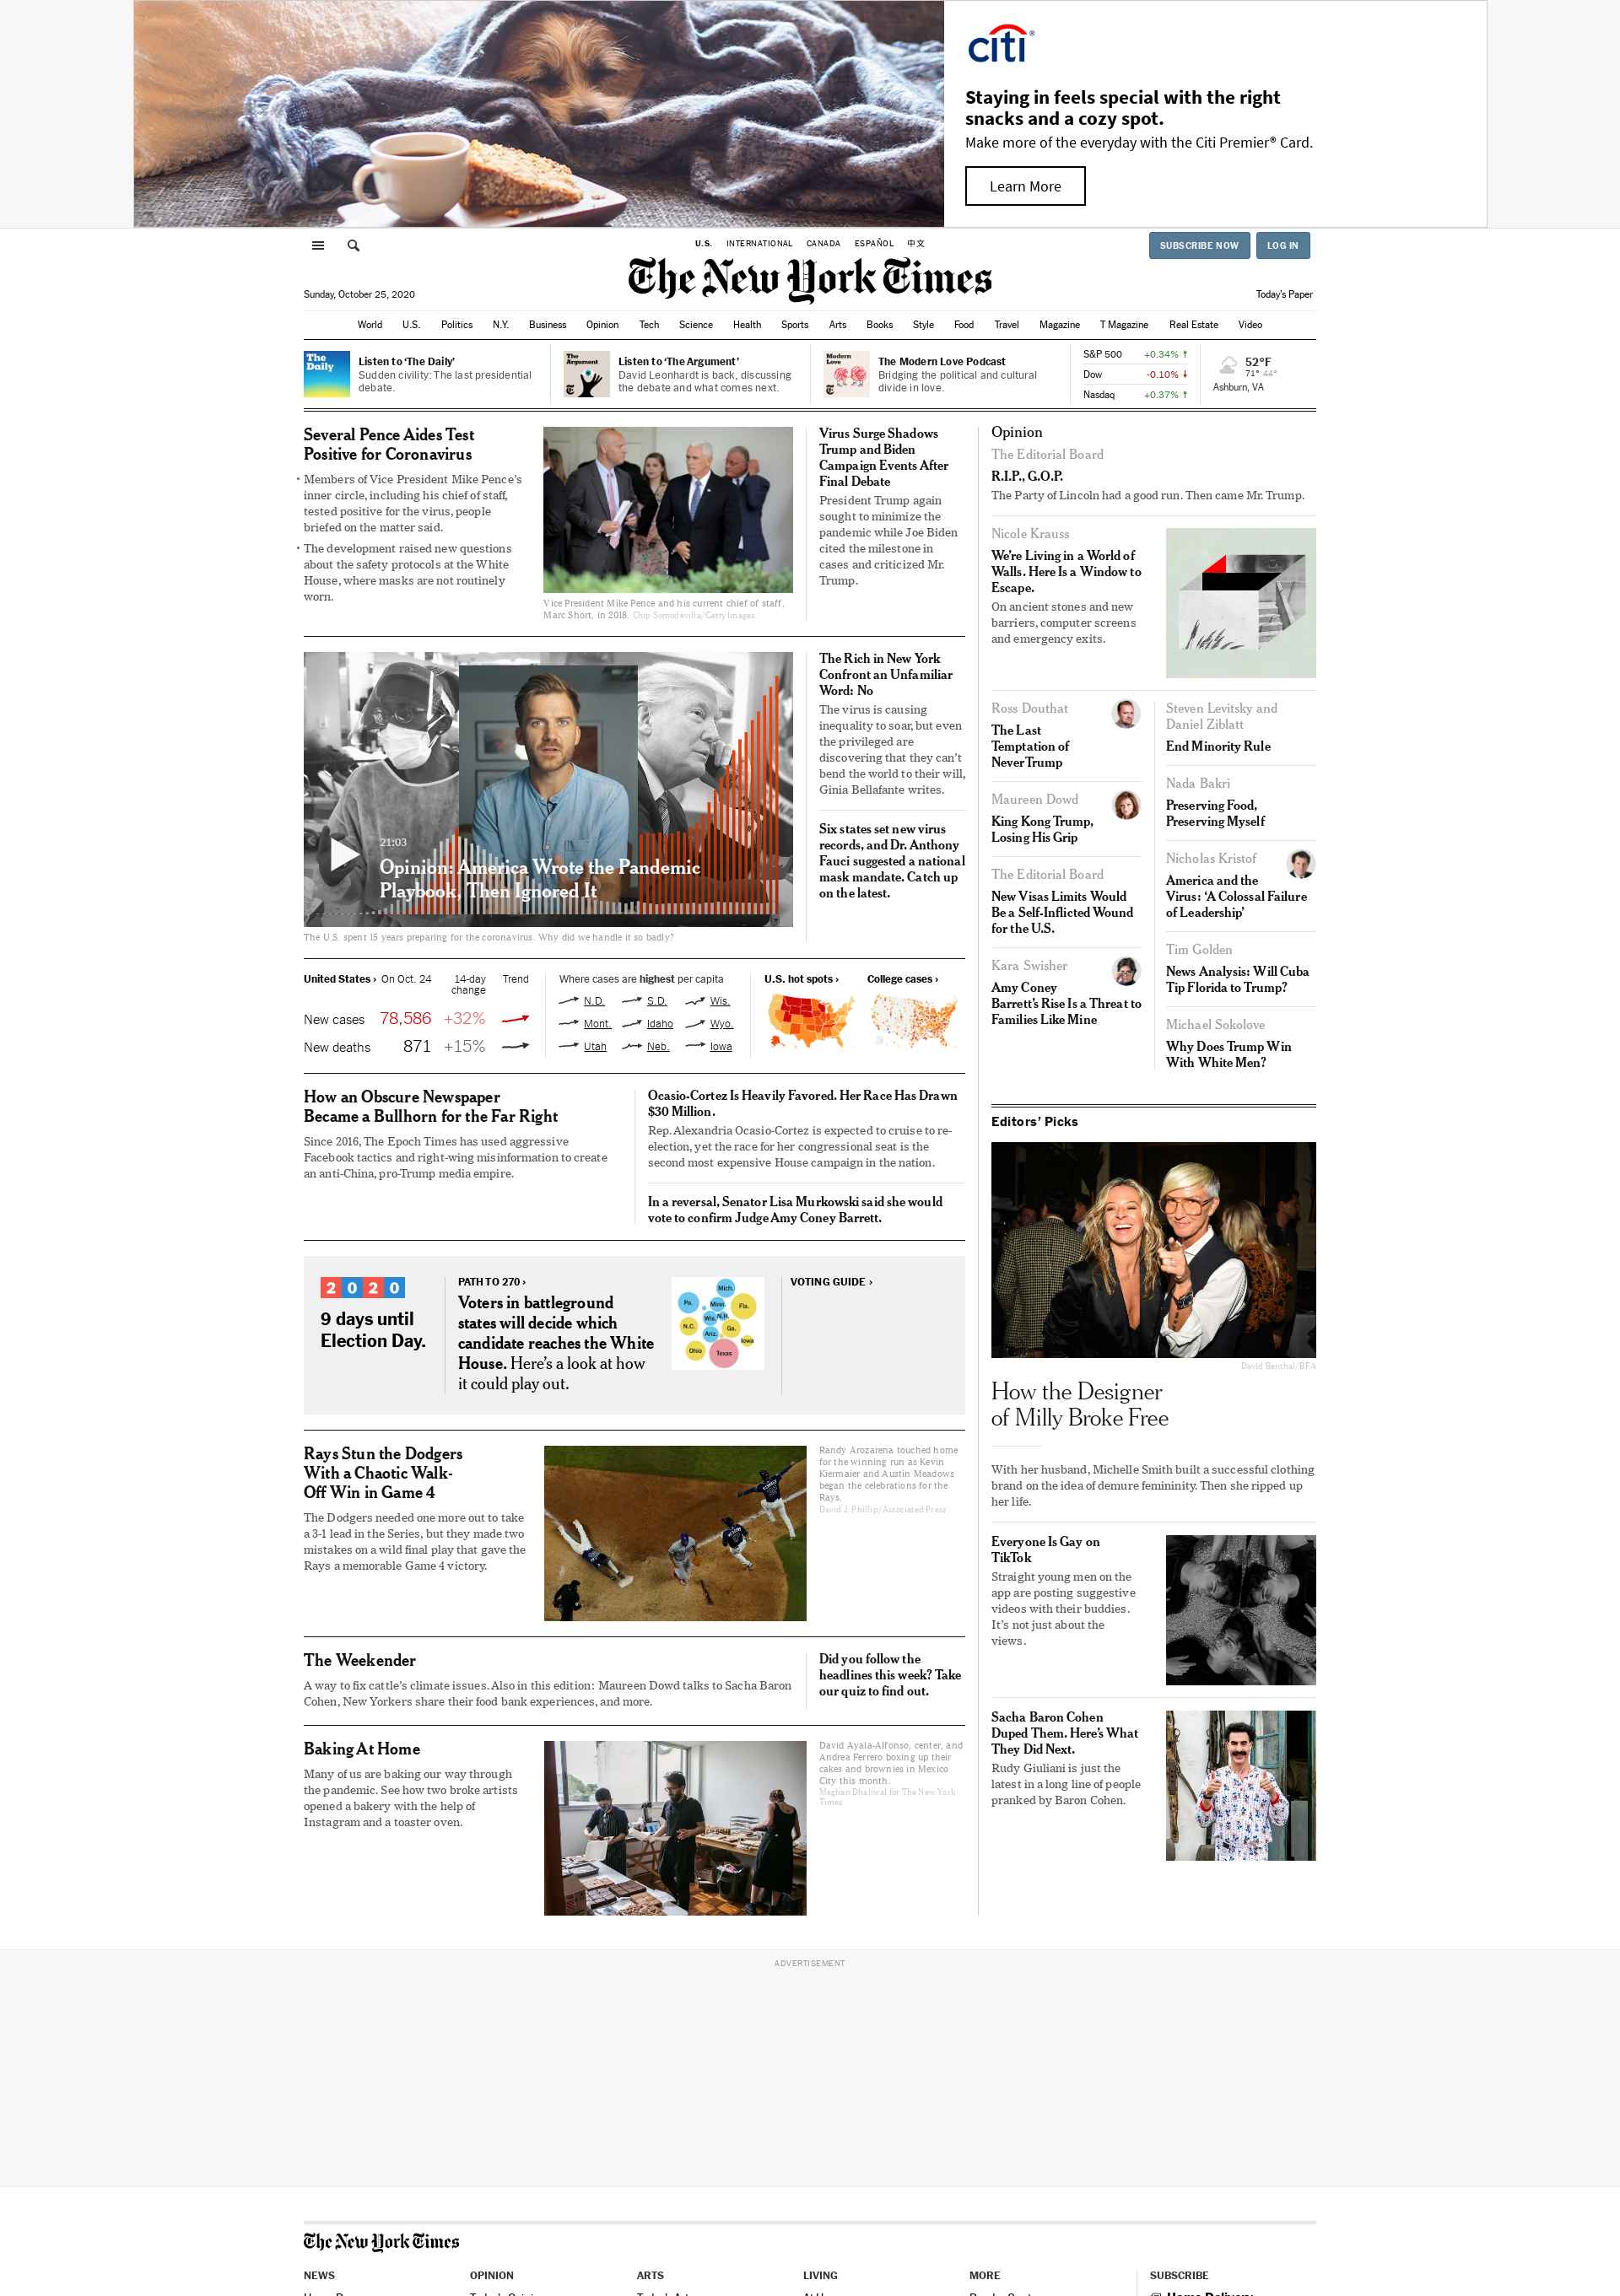 citi®
Staying in feels special with the right
snacks and a cozy spot.
Make more of the everyday with the Citi Premier® Card.
Learn More
U.S. INTERNATIONAL CANADA ESPAÑOL 中文
SUBSCRIBE NOW LOG IN
The New York Times
Sunday, October 25, 2020
Today's Paper
World U.S. Politics N.Y. Business Opinion Tech Science Health Sports Arts Books Style Food Travel Magazine T Magazine Real Estate Video
The
Daily
Listen to ‘The Daily’
Sudden civility: The last presidential
debate.
The
Argument
Listen to ‘The Argument’
David Leonhardt is back, discussing
the debate and what comes next.
Modern
Love
The Modern Love Podcast
Bridging the political and cultural
divide in love.
S&P 500 +0.34%
Dow -0.10%
Nasdaq +0.37%
52°F
71° 44°
Ashburn, VA
Several Pence Aides Test
Positive for Coronavirus
• Members of Vice President Mike Pence’s
inner circle, including his chief of staff,
tested positive for the virus, people
briefed on the matter said.
• The development raised new questions
about the safety protocols at the White
House, where masks are not routinely
worn.
Vice President Mike Pence and his current chief of staff,
Marc Short, in 2018. Chip Somodevilla/Getty Images
Virus Surge Shadows
Trump and Biden
Campaign Events After
Final Debate
President Trump again
sought to minimize the
pandemic while Joe Biden
cited the milestone in
cases and criticized Mr.
Trump.
21:03
Opinion: America Wrote the Pandemic
Playbook, Then Ignored It
The U.S. spent 15 years preparing for the coronavirus. Why did we handle it so badly?
The Rich in New York
Confront an Unfamiliar
Word: No
The virus is causing
inequality to soar, but even
the privileged are
discovering that they can’t
bend the world to their will,
Ginia Bellafante writes.
Six states set new virus
records, and Dr. Anthony
Fauci suggested a national
mask mandate. Catch up
on the latest.
United States › On Oct. 24 14-day
change Trend
New cases 78,586 +32%
New deaths 871 +15%
Where cases are highest per capita
N.D. S.D. Wis.
Mont. Idaho Wyo.
Utah Neb. Iowa
U.S. hot spots ›
College cases ›
How an Obscure Newspaper
Became a Bullhorn for the Far Right
Since 2016, The Epoch Times has used aggressive
Facebook tactics and right-wing misinformation to create
an anti-China, pro-Trump media empire.
Ocasio-Cortez Is Heavily Favored. Her Race Has Drawn
$30 Million.
Rep. Alexandria Ocasio-Cortez is expected to cruise to re-
election, yet the race for her congressional seat is the
second most expensive House campaign in the nation.
In a reversal, Senator Lisa Murkowski said she would
vote to confirm Judge Amy Coney Barrett.
2020
9 days until
Election Day.
PATH TO 270 ›
Voters in battleground
states will decide which
candidate reaches the White
House. Here’s a look at how
it could play out.
Mich.
Pa. Minn. Fla.
Wis. N.H.
N.C. Ga.
Ariz. Iowa
Ohio Texas
VOTING GUIDE ›
Rays Stun the Dodgers
With a Chaotic Walk-
Off Win in Game 4
The Dodgers needed one more out to take
a 3-1 lead in the Series, but they made two
mistakes on a wild final play that gave the
Rays a memorable Game 4 victory.
Randy Arozarena touched home
for the winning run as Kevin
Kiermaier and Austin Meadows
began the celebrations for the
Rays.
David J. Phillip/Associated Press
The Weekender
A way to fix cattle’s climate issues. Also in this edition: Maureen Dowd talks to Sacha Baron
Cohen, New Yorkers share their food bank experiences, and more.
Did you follow the
headlines this week? Take
our quiz to find out.
Baking At Home
Many of us are baking our way through
the pandemic. See how two broke artists
opened a bakery with the help of
Instagram and a toaster oven.
David Ayala-Alfonso, center, and
Andrea Ferrero boxing up their
cakes and brownies in Mexico
City this month.
Meghan Dhaliwal for The New York
Times
Opinion
The Editorial Board
R.I.P., G.O.P.
The Party of Lincoln had a good run. Then came Mr. Trump.
Nicole Krauss
We’re Living in a World of
Walls. Here Is a Window to
Escape.
On ancient stones and new
barriers, computer screens
and emergency exits.
Ross Douthat
The Last
Temptation of
NeverTrump
Maureen Dowd
King Kong Trump,
Losing His Grip
The Editorial Board
New Visas Limits Would
Be a Self-Inflicted Wound
for the U.S.
Kara Swisher
Amy Coney
Barrett’s Rise Is a Threat to
Families Like Mine
Steven Levitsky and
Daniel Ziblatt
End Minority Rule
Nada Bakri
Preserving Food,
Preserving Myself
Nicholas Kristof
America and the
Virus: ‘A Colossal Failure
of Leadership’
Tim Golden
News Analysis: Will Cuba
Tip Florida to Trump?
Michael Sokolove
Why Does Trump Win
With White Men?
Editors’ Picks
David Benthal/BFA
How the Designer
of Milly Broke Free
With her husband, Michelle Smith built a successful clothing
brand on the idea of demure femininity. Then she ripped up
her life.
Everyone Is Gay on
TikTok
Straight young men on the
app are posting suggestive
videos with their buddies.
It’s not just about the
views.
Sacha Baron Cohen
Duped Them. Here’s What
They Did Next.
Rudy Giuliani is just the
latest in a long line of people
pranked by Baron Cohen.
ADVERTISEMENT
The New York Times
NEWS OPINION ARTS LIVING MORE SUBSCRIBE